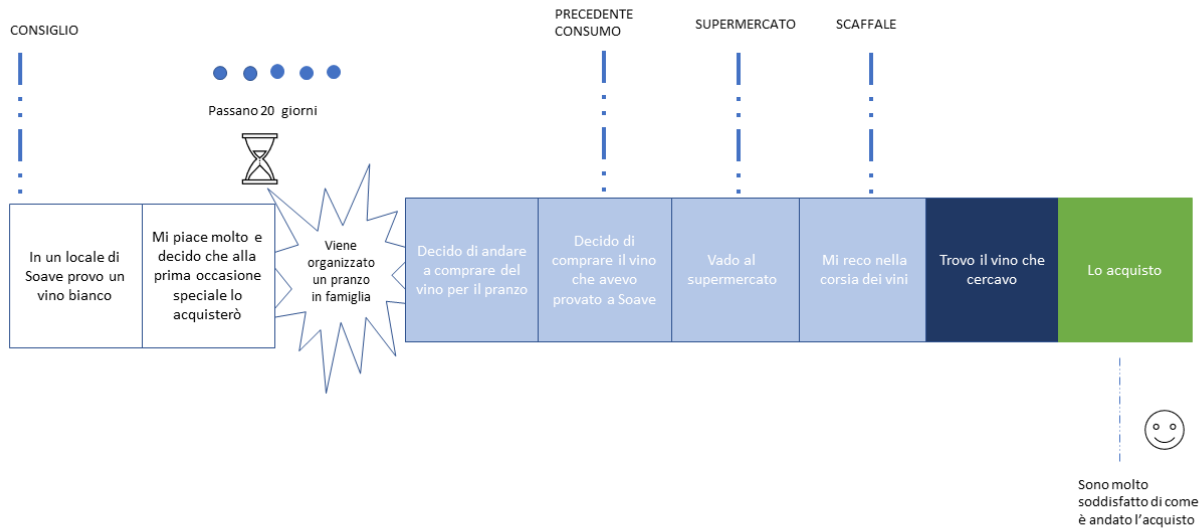 CONSIGLIO
PRECEDENTE
CONSUMO
SUPERMERCATO
SCAFFALE
Passano 20 giorni
In un locale di
Soave provo un
vino bianco
Mi piace molto e
decido che alla
prima occasione
speciale lo
acquisterò
Viene
organizzato
un pranzo
in famiglia
Decido di andare
a comprare del
vino per il pranzo
Decido di
comprare il vino
che avevo
provato a Soave
Vado al
supermercato
Mi reco nella
corsia dei vini
Trovo il vino che
cercavo
Lo acquisto
Sono molto
soddisfatto di come
è andato l’acquisto